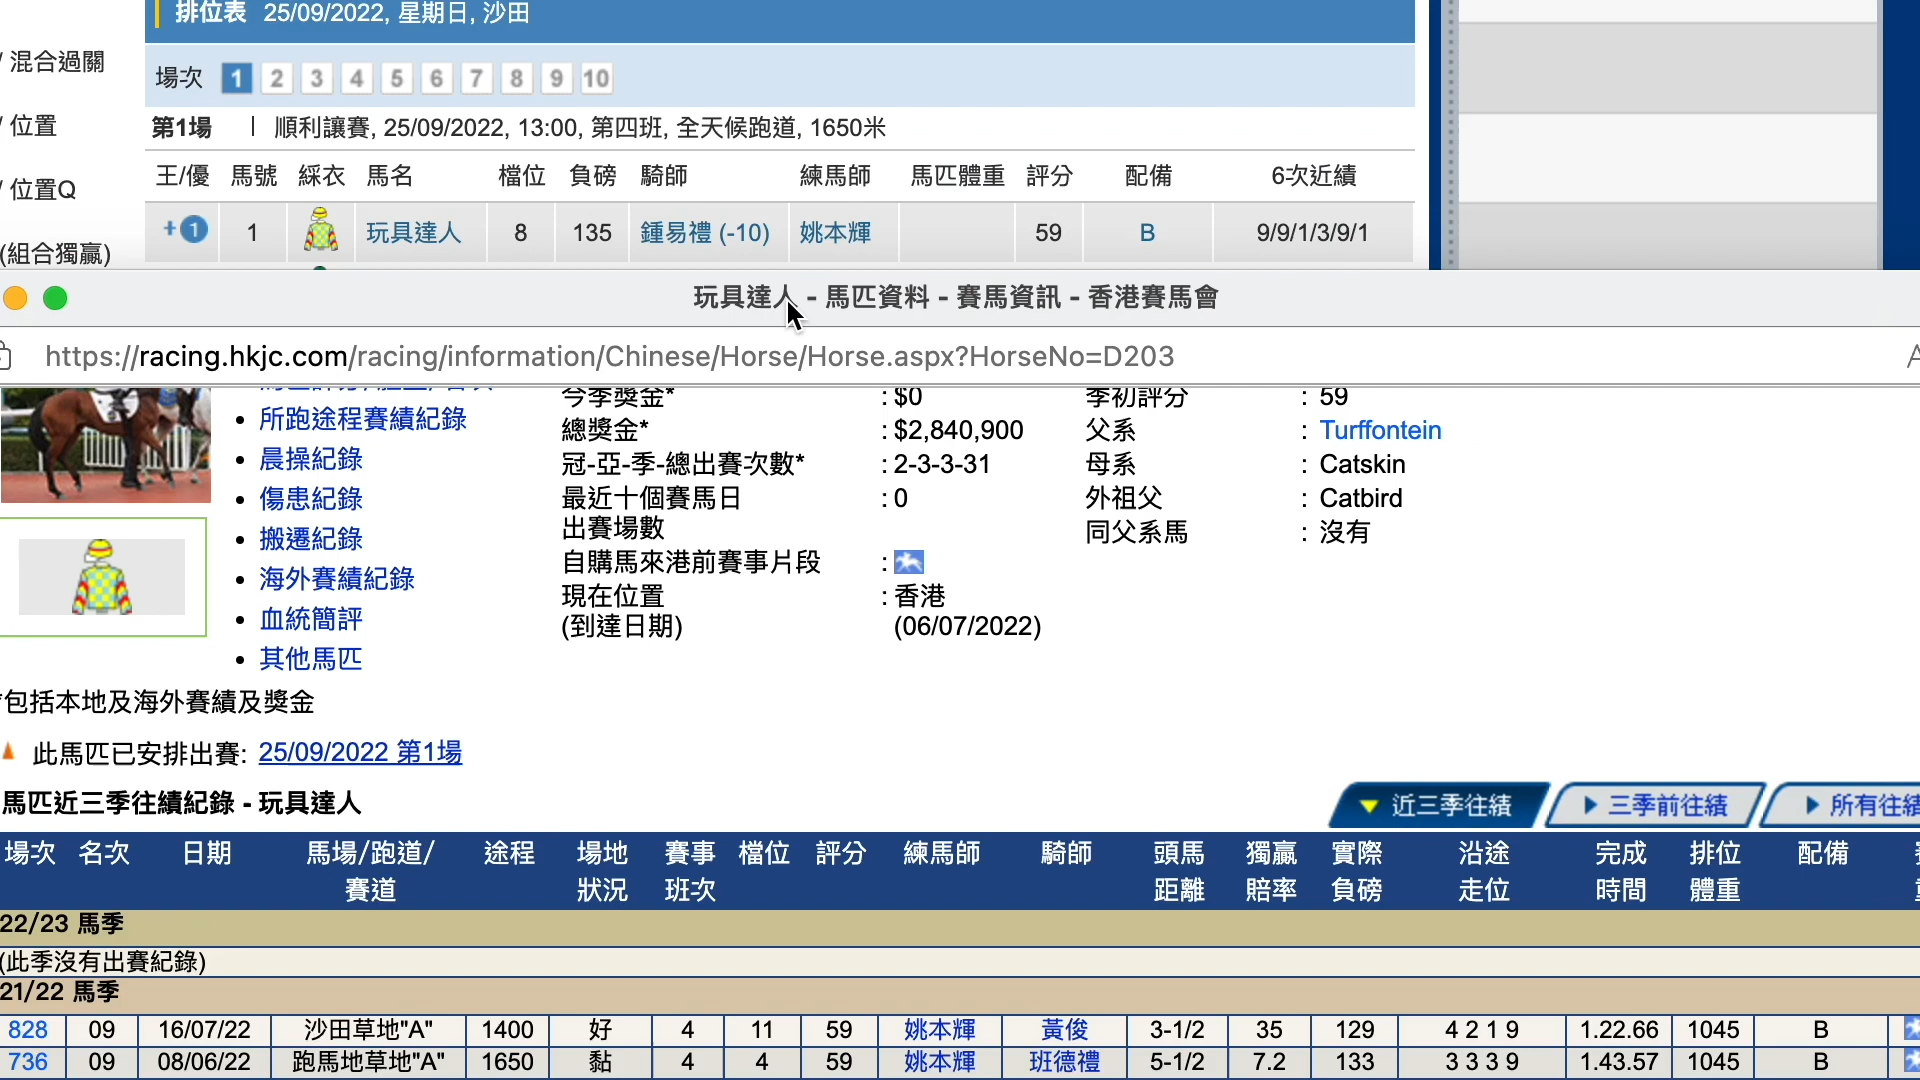 排位表 25/09/2022, 星期日, 沙田
/ 混合過關
場次 1 2 3 4 5 6 7 8 9 10
/ 位置
第1場 | 順利讓賽, 25/09/2022, 13:00, 第四班, 全天候跑道, 1650米
/ 位置Q
王/優 馬號 綵衣 馬名 檔位 負磅 騎師 練馬師 馬匹體重 評分 配備 6次近績
+1 1 玩具達人 8 135 鍾易禮 (-10) 姚本輝 59 B 9/9/1/3/9/1
(組合獨贏)
玩具達人 - 馬匹資料 - 賽馬資訊 - 香港賽馬會
https://racing.hkjc.com/racing/information/Chinese/Horse/Horse.aspx?HorseNo=D203
今季獎金* : $0 季初評分 : 59
• 所跑途程賽績紀錄 總獎金* : $2,840,900 父系 : Turffontein
• 晨操紀錄 冠-亞-季-總出賽次數* : 2-3-3-31 母系 : Catskin
• 傷患紀錄 最近十個賽馬日 : 0 外祖父 : Catbird
出賽場數 同父系馬 : 沒有
• 搬遷紀錄
自購馬來港前賽事片段 :
• 海外賽績紀錄 現在位置 : 香港
• 血統簡評 (到達日期) (06/07/2022)
• 其他馬匹
*包括本地及海外賽績及獎金
此馬匹已安排出賽: 25/09/2022 第1場
馬匹近三季往績紀錄 - 玩具達人 近三季往績 三季前往績 所有往績
場次 名次 日期 馬場/跑道/ 途程 場地 賽事 檔位 評分 練馬師 騎師 頭馬 獨贏 實際 沿途 完成 排位 配備
賽道 狀況 班次 距離 賠率 負磅 走位 時間 體重
22/23 馬季
(此季沒有出賽紀錄)
21/22 馬季
828 09 16/07/22 沙田草地"A" 1400 好 4 11 59 姚本輝 黃俊 3-1/2 35 129 4 2 1 9 1.22.66 1045 B
736 09 08/06/22 跑馬地草地"A" 1650 黏 4 4 59 姚本輝 班德禮 5-1/2 7.2 133 3 3 3 9 1.43.57 1045 B